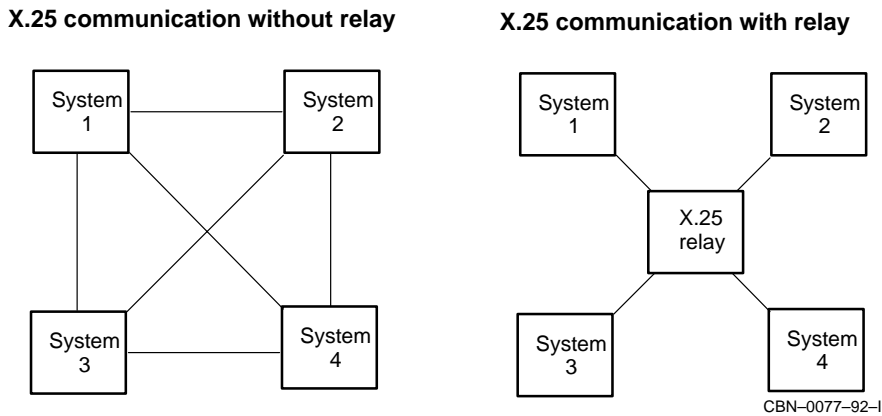 X.25 communication without relay
X.25 communication with relay
System
1
System
2
System
3
System
4
System
1
System
2
X.25
relay
System
3
System
4
CBN–0077–92–I